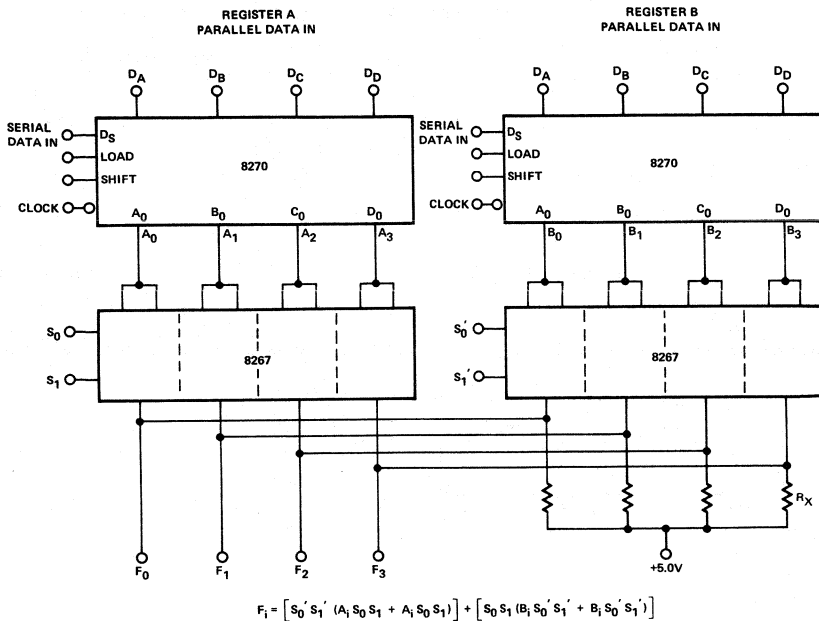 REGISTER A
PARALLEL DATA IN
REGISTER B
PARALLEL DATA IN
D_A D_B D_C D_D
D_A D_B D_C D_D
SERIAL
DATA IN
D_S
LOAD
SHIFT
CLOCK
8270
A_0 B_0 C_0 D_0
A_0 A_1 A_2 A_3
SERIAL
DATA IN
D_S
LOAD
SHIFT
CLOCK
8270
A_0 B_0 C_0 D_0
B_0 B_1 B_2 B_3
S_0
S_1
8267
S_0'
S_1'
8267
R_X
F_0 F_1 F_2 F_3
+5.0V
F_i = [S_0' S_1' (A_i S_0 S_1 + A_i S_0 S_1)] + [S_0 S_1 (B_i S_0' S_1' + B_i S_0' S_1')]